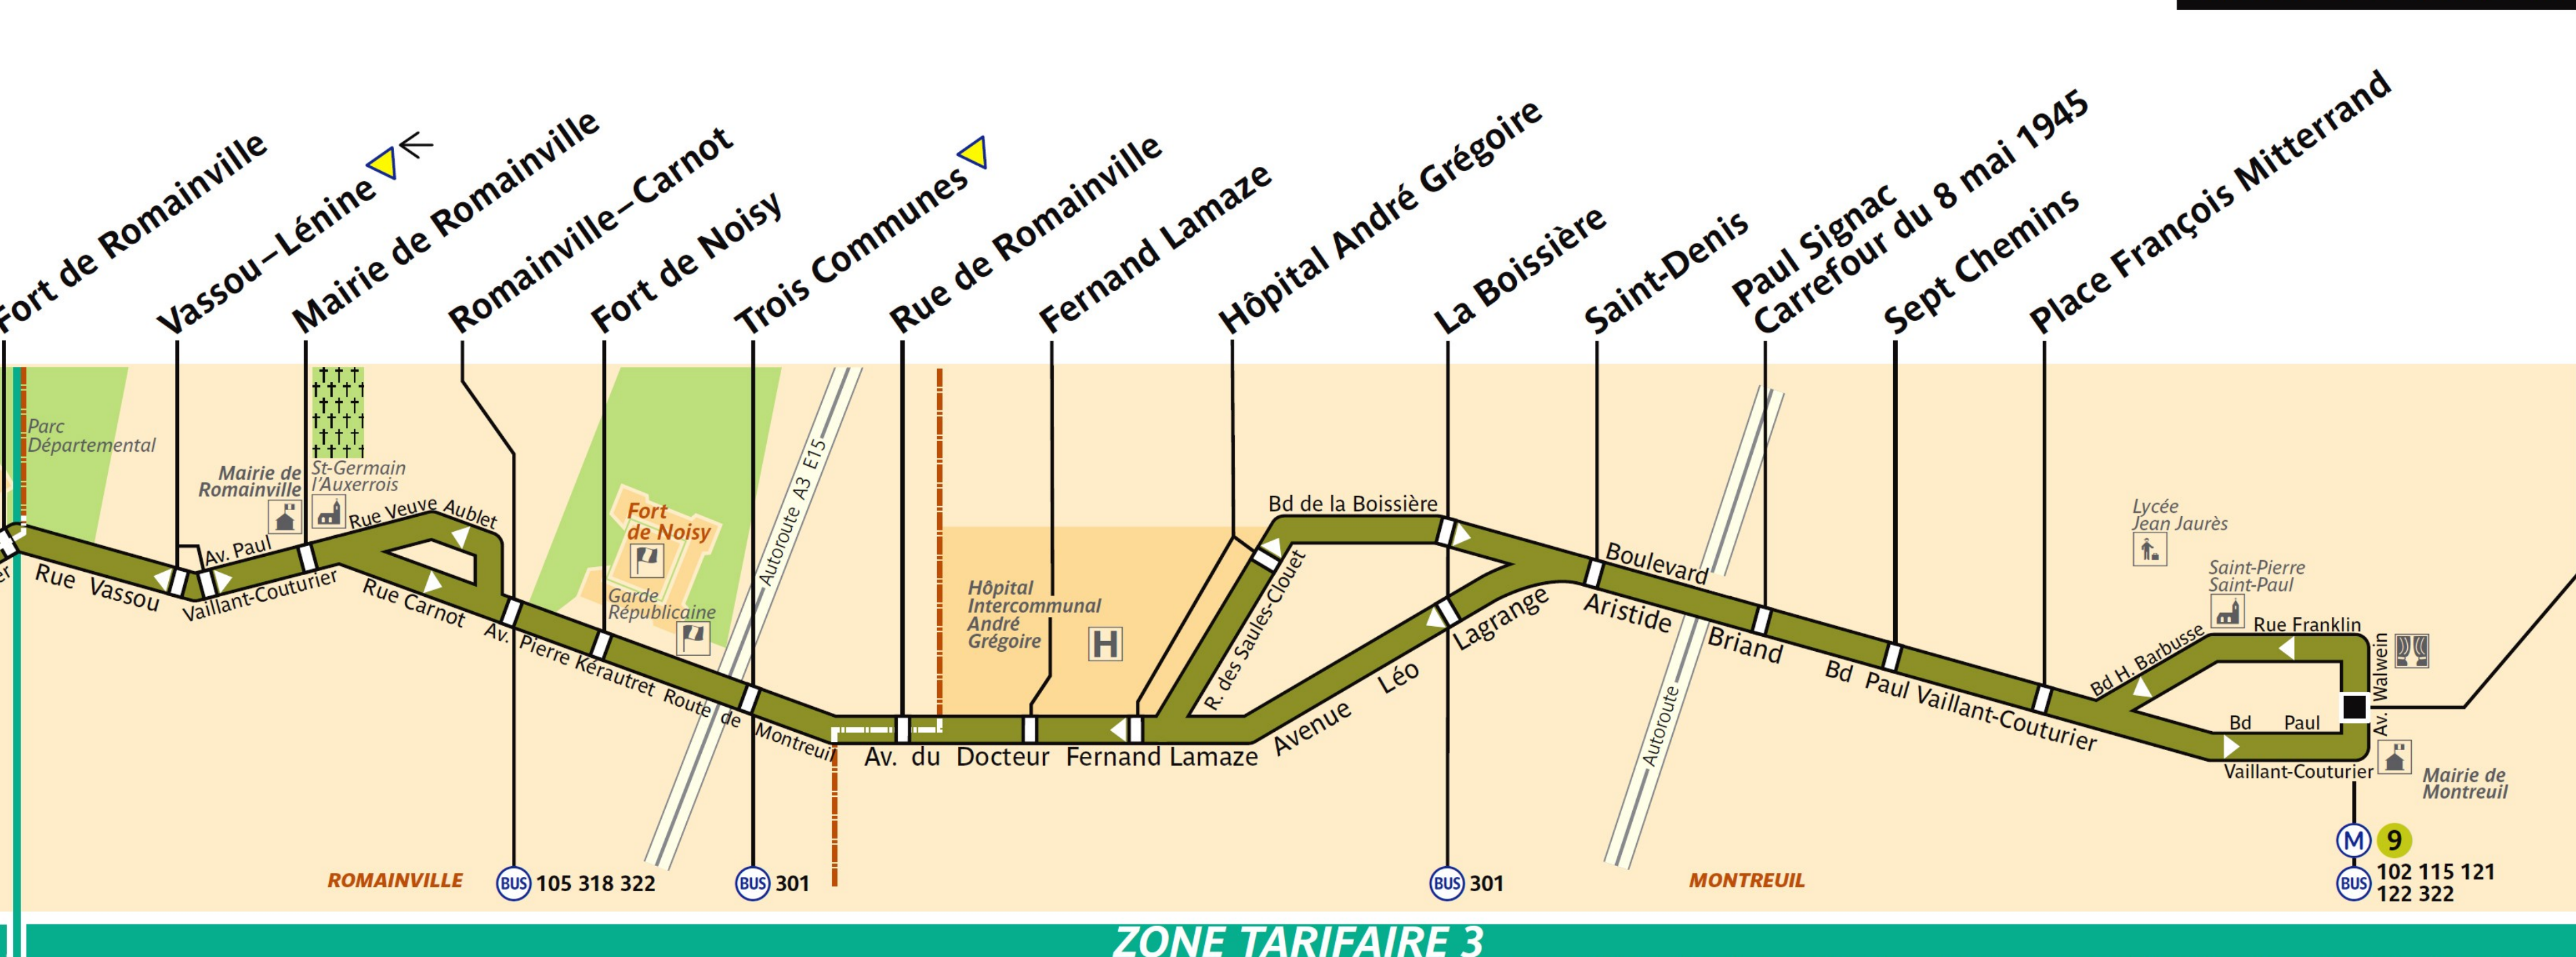 Fort de Romainville
Vassou–Lénine
Mairie de Romainville
Romainville–Carnot
Fort de Noisy
Trois Communes
Rue de Romainville
Fernand Lamaze
Hôpital André Grégoire
La Boissière
Saint-Denis
Paul Signac
Carrefour du 8 mai 1945
Sept Chemins
Place François Mitterrand
Parc
Départemental
Mairie de
Romainville
St-Germain
l'Auxerrois
Rue Veuve Aublet
Av. Paul
Vaillant-Couturier
Rue Vassou
Rue Carnot
Av. Pierre Kérautret
Route de Montreuil
Fort
de Noisy
Garde
Républicaine
Autoroute A3 E15
Hôpital
Intercommunal
André
Grégoire
H
Av. du Docteur Fernand Lamaze
R. des Saules-Clouet
Bd de la Boissière
Avenue Léo Lagrange
Boulevard
Aristide Briand
Autoroute
Bd Paul Vaillant-Couturier
Lycée
Jean Jaurès
Saint-Pierre
Saint-Paul
Bd H. Barbusse
Rue Franklin
Av. Walwein
Bd Paul
Vaillant-Couturier
Mairie de
Montreuil
ROMAINVILLE
BUS 105 318 322
BUS 301
BUS 301
MONTREUIL
M 9
BUS 102 115 121
122 322
ZONE TARIFAIRE 3